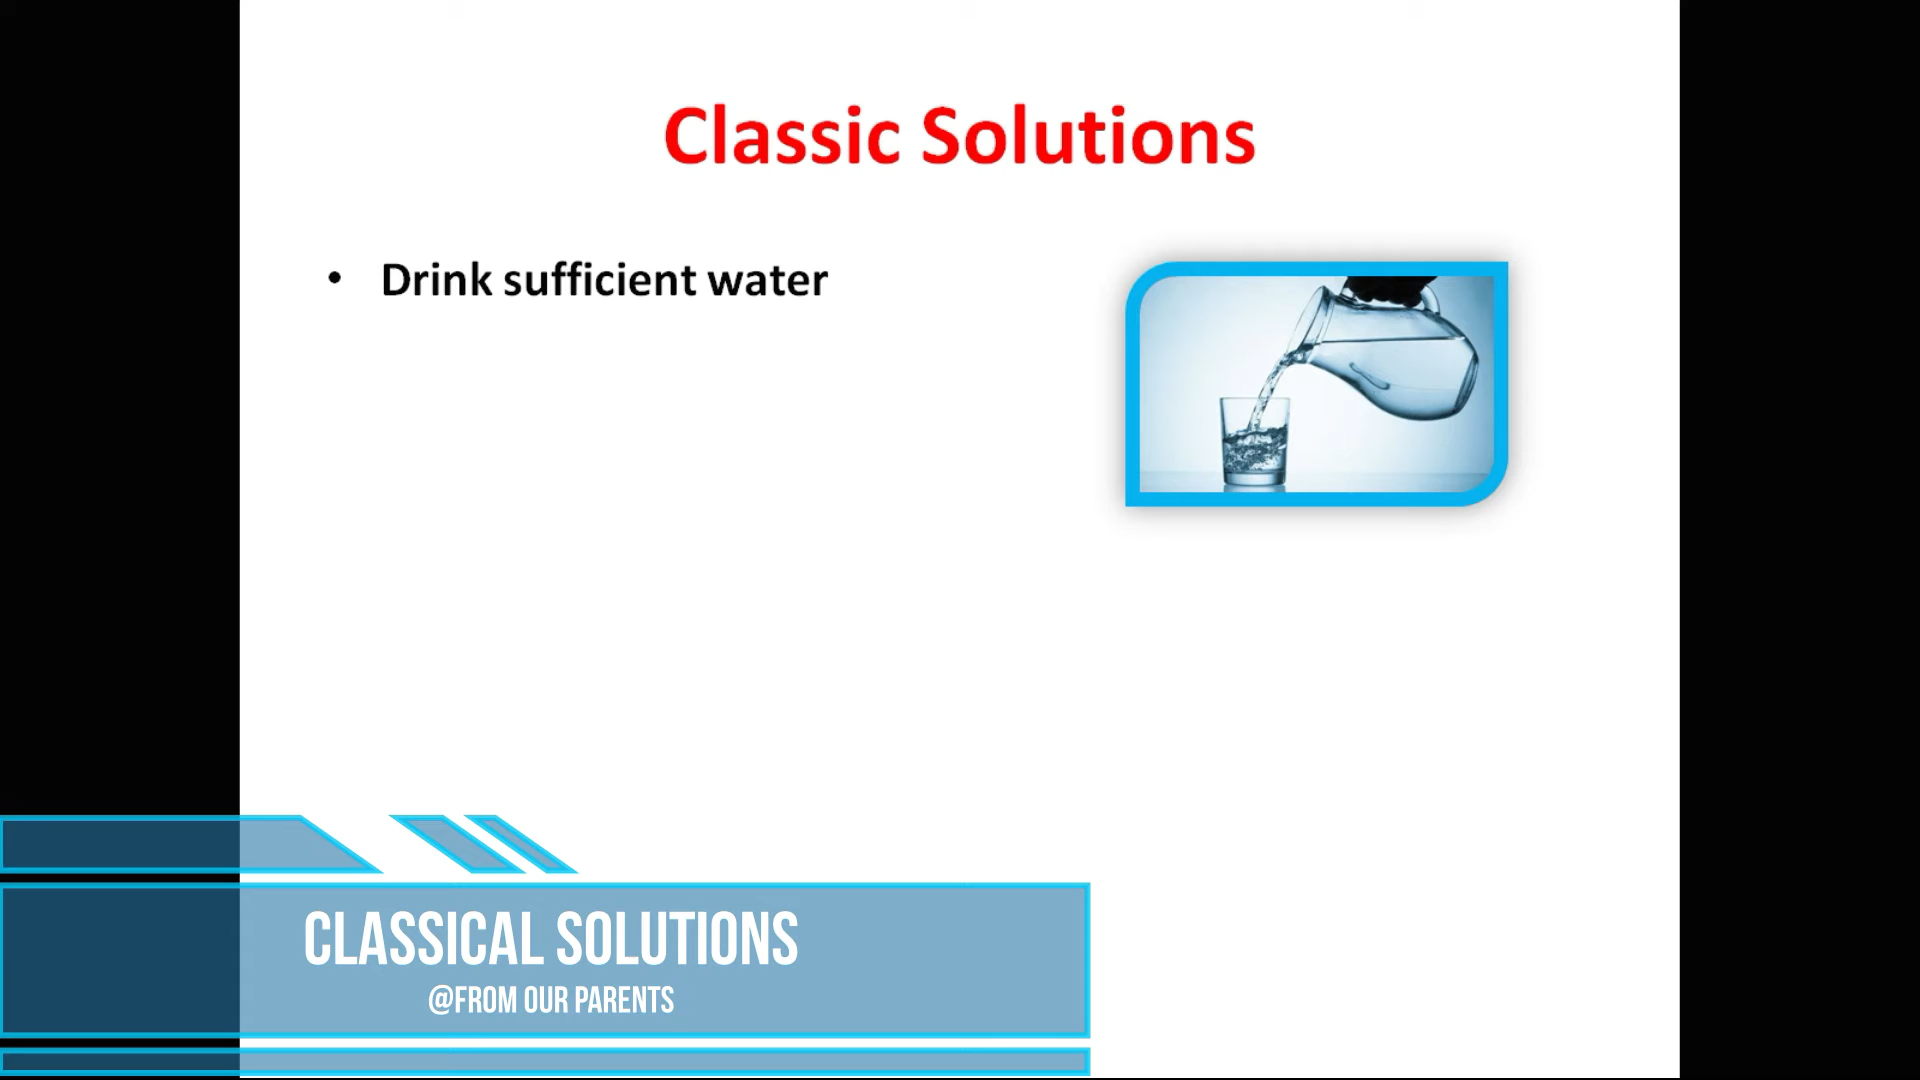 Classic Solutions
• Drink sufficient water
CLASSICAL SOLUTIONS
@FROM OUR PARENTS